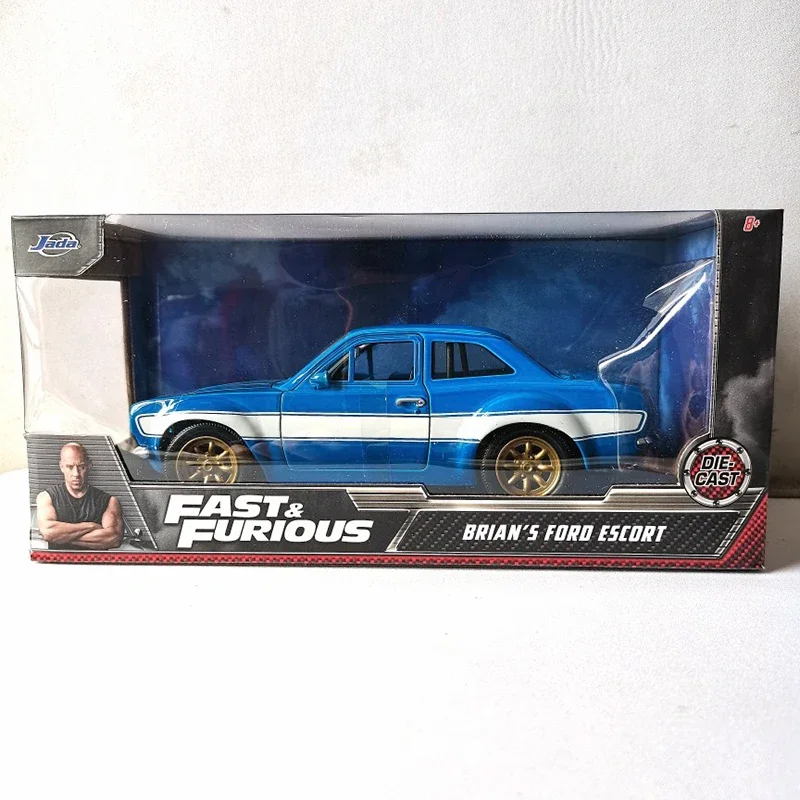 Jada
8+
DIE-
CAST
FAST &
FURIOUS
BRIAN'S FORD ESCORT